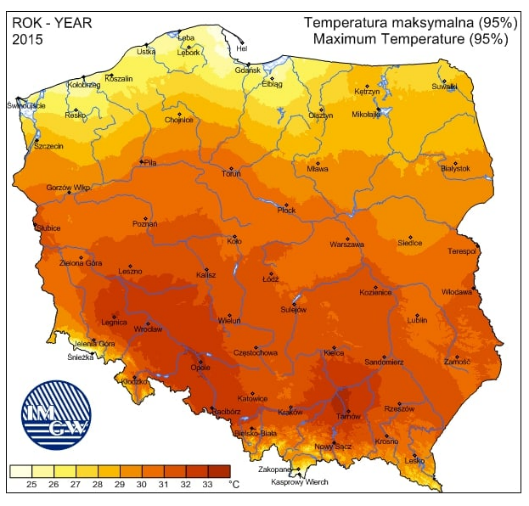 ROK - YEAR
2015
Temperatura maksymalna (95%)
Maximum Temperature (95%)
Łeba
Ustka
Lębork
Hel
Gdańsk
Koszalin
Kołobrzeg
Elbląg
Kętrzyn
Suwałki
Świnoujście
Resko
Chojnice
Olsztyn
Mikołajki
Szczecin
Piła
Toruń
Mława
Białystok
Gorzów Wlkp.
Płock
Słubice
Poznań
Koło
Warszawa
Siedlce
Terespol
Zielona Góra
Leszno
Kalisz
Łódź
Kozienice
Włodawa
Legnica
Wrocław
Wieluń
Sulejów
Lublin
Jelenia Góra
Śnieżka
Opole
Częstochowa
Kielce
Sandomierz
Zamość
Kłodzko
Katowice
Racibórz
Kraków
Tarnów
Rzeszów
Bielsko-Biała
Nowy Sącz
Krosno
Lesko
Zakopane
Kasprowy Wierch
IM
GW
25 26 27 28 29 30 31 32 33 °C